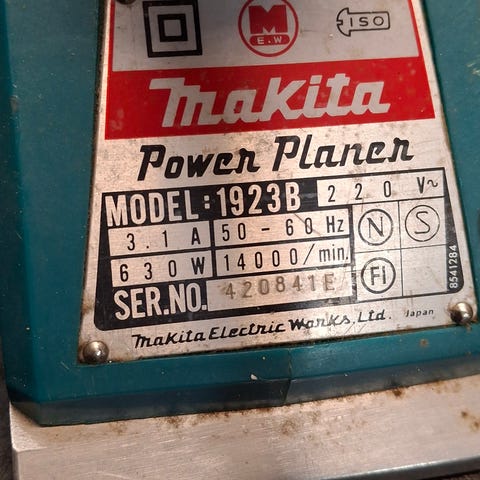 M
E.W
ISO
Makita
Power Planer
MODEL: 1923B 220 V~
3.1 A 50-60 Hz N S
630 W 14000/min. FI
SER.NO. 420841E
8541284
Makita Electric Works, Ltd. Japan